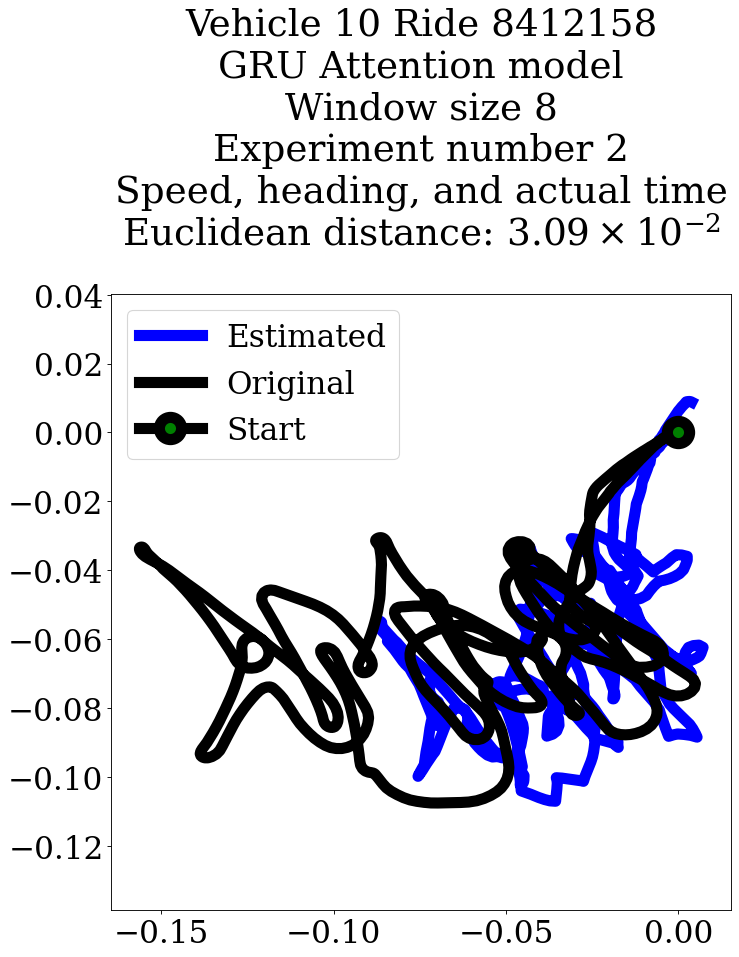 Vehicle 10 Ride 8412158
GRU Attention model
Window size 8
Experiment number 2
Speed, heading, and actual time
Euclidean distance: 3.09 × 10⁻²
Estimated
Original
Start
0.04
0.02
0.00
−0.02
−0.04
−0.06
−0.08
−0.10
−0.12
−0.15 −0.10 −0.05 0.00